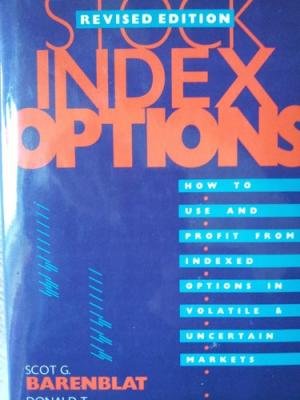 REVISED EDITION
STOCK
INDEX
OPTIONS
HOW TO
USE AND
PROFIT FROM
INDEXED
OPTIONS IN
VOLATILE &
UNCERTAIN
MARKETS
SCOT G.
BARENBLAT
DONALD T.